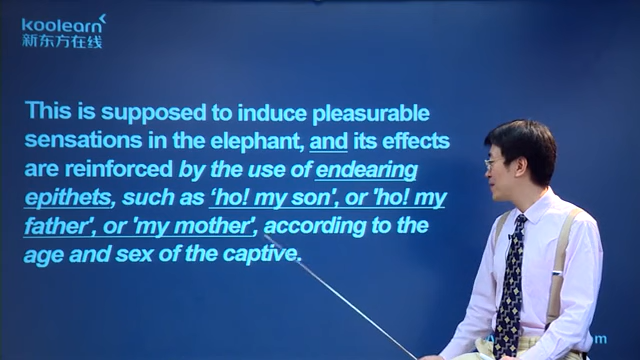 koolearn
新东方在线
This is supposed to induce pleasurable
sensations in the elephant, and its effects
are reinforced by the use of endearing
epithets, such as ‘ho! my son', or 'ho! my
father', or 'my mother', according to the
age and sex of the captive.